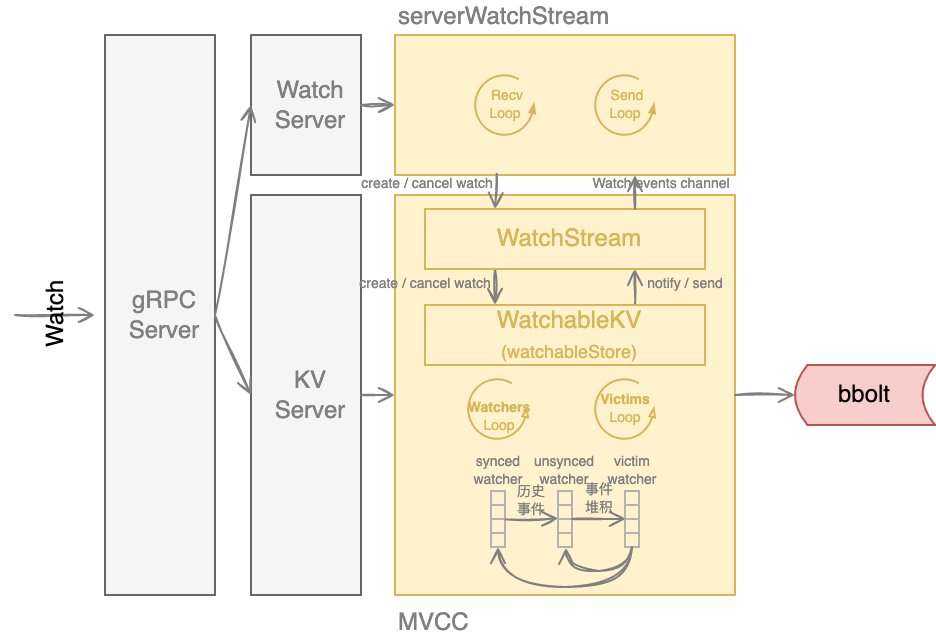 serverWatchStream
Watch
Server
Recv
Loop
Send
Loop
create / cancel watch
Watch events channel
WatchStream
create / cancel watch
notify / send
Watch
gRPC
Server
WatchableKV
(watchableStore)
KV
Server
Watchers
Loop
Victims
Loop
bbolt
synced
watcher
unsynced
watcher
victim
watcher
历史
事件
事件
堆积
MVCC